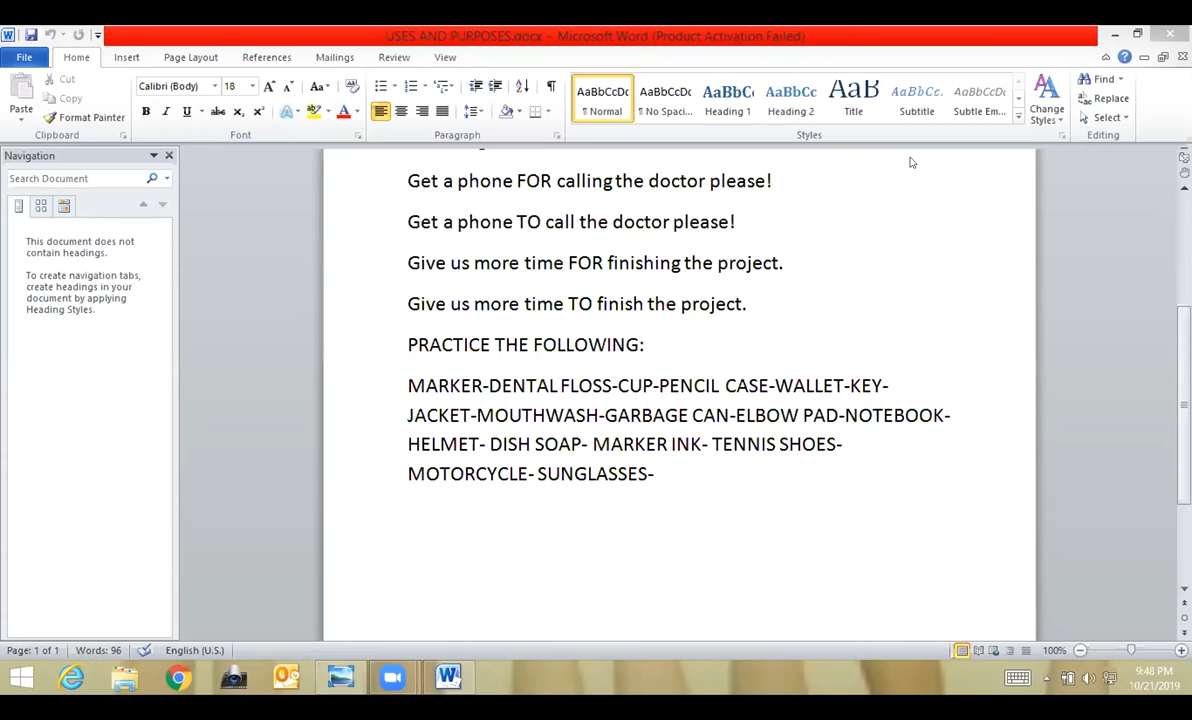 USES AND PURPOSES.docx - Microsoft Word (Product Activation Failed)
File Home Insert Page Layout References Mailings Review View
Paste
Cut
Copy
Format Painter
Clipboard
Calibri (Body) 18
Font
Paragraph
AaBbCcDc AaBbCcDc AaBbC AaBbCc AaB AaBbCc. AaBbCcDc
¶ Normal ¶ No Spaci... Heading 1 Heading 2 Title Subtitle Subtle Em...
Change
Styles
Styles
Find
Replace
Select
Editing
Navigation
Search Document
This document does not
contain headings.
To create navigation tabs,
create headings in your
document by applying
Heading Styles.
Get a phone FOR calling the doctor please!
Get a phone TO call the doctor please!
Give us more time FOR finishing the project.
Give us more time TO finish the project.
PRACTICE THE FOLLOWING:
MARKER-DENTAL FLOSS-CUP-PENCIL CASE-WALLET-KEY-
JACKET-MOUTHWASH-GARBAGE CAN-ELBOW PAD-NOTEBOOK-
HELMET- DISH SOAP- MARKER INK- TENNIS SHOES-
MOTORCYCLE- SUNGLASSES-
Page: 1 of 1 Words: 96 English (U.S.) 100%
9:48 PM
10/21/2019